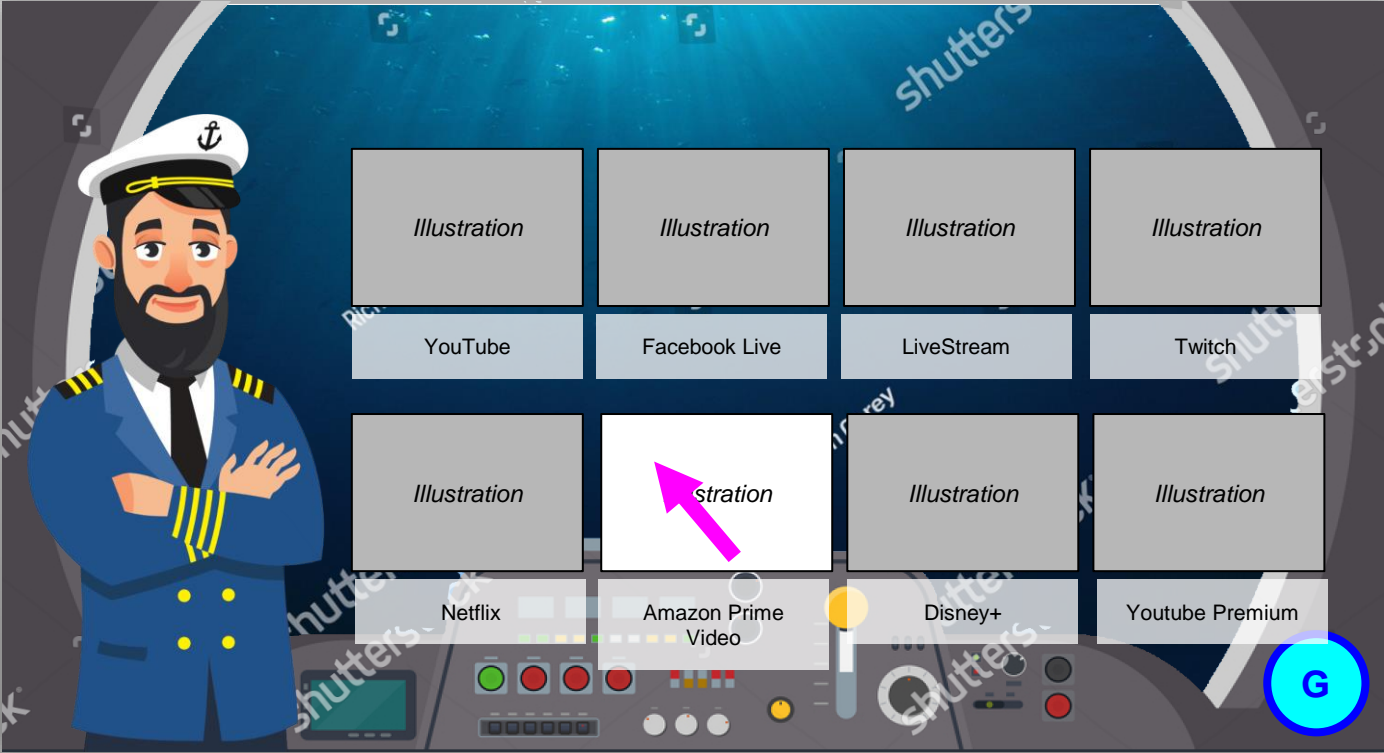 shutters
Illustration
Illustration
Illustration
Illustration
YouTube
Facebook Live
LiveStream
Twitch
Illustration
stration
Illustration
Illustration
Netflix
Amazon Prime
Video
Disney+
Youtube Premium
G